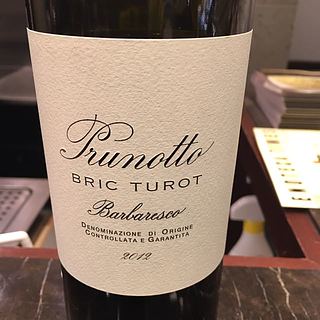 Prunotto
BRIC TUROT
Barbaresco
DENOMINAZIONE DI ORIGINE
CONTROLLATA E GARANTITA
2012